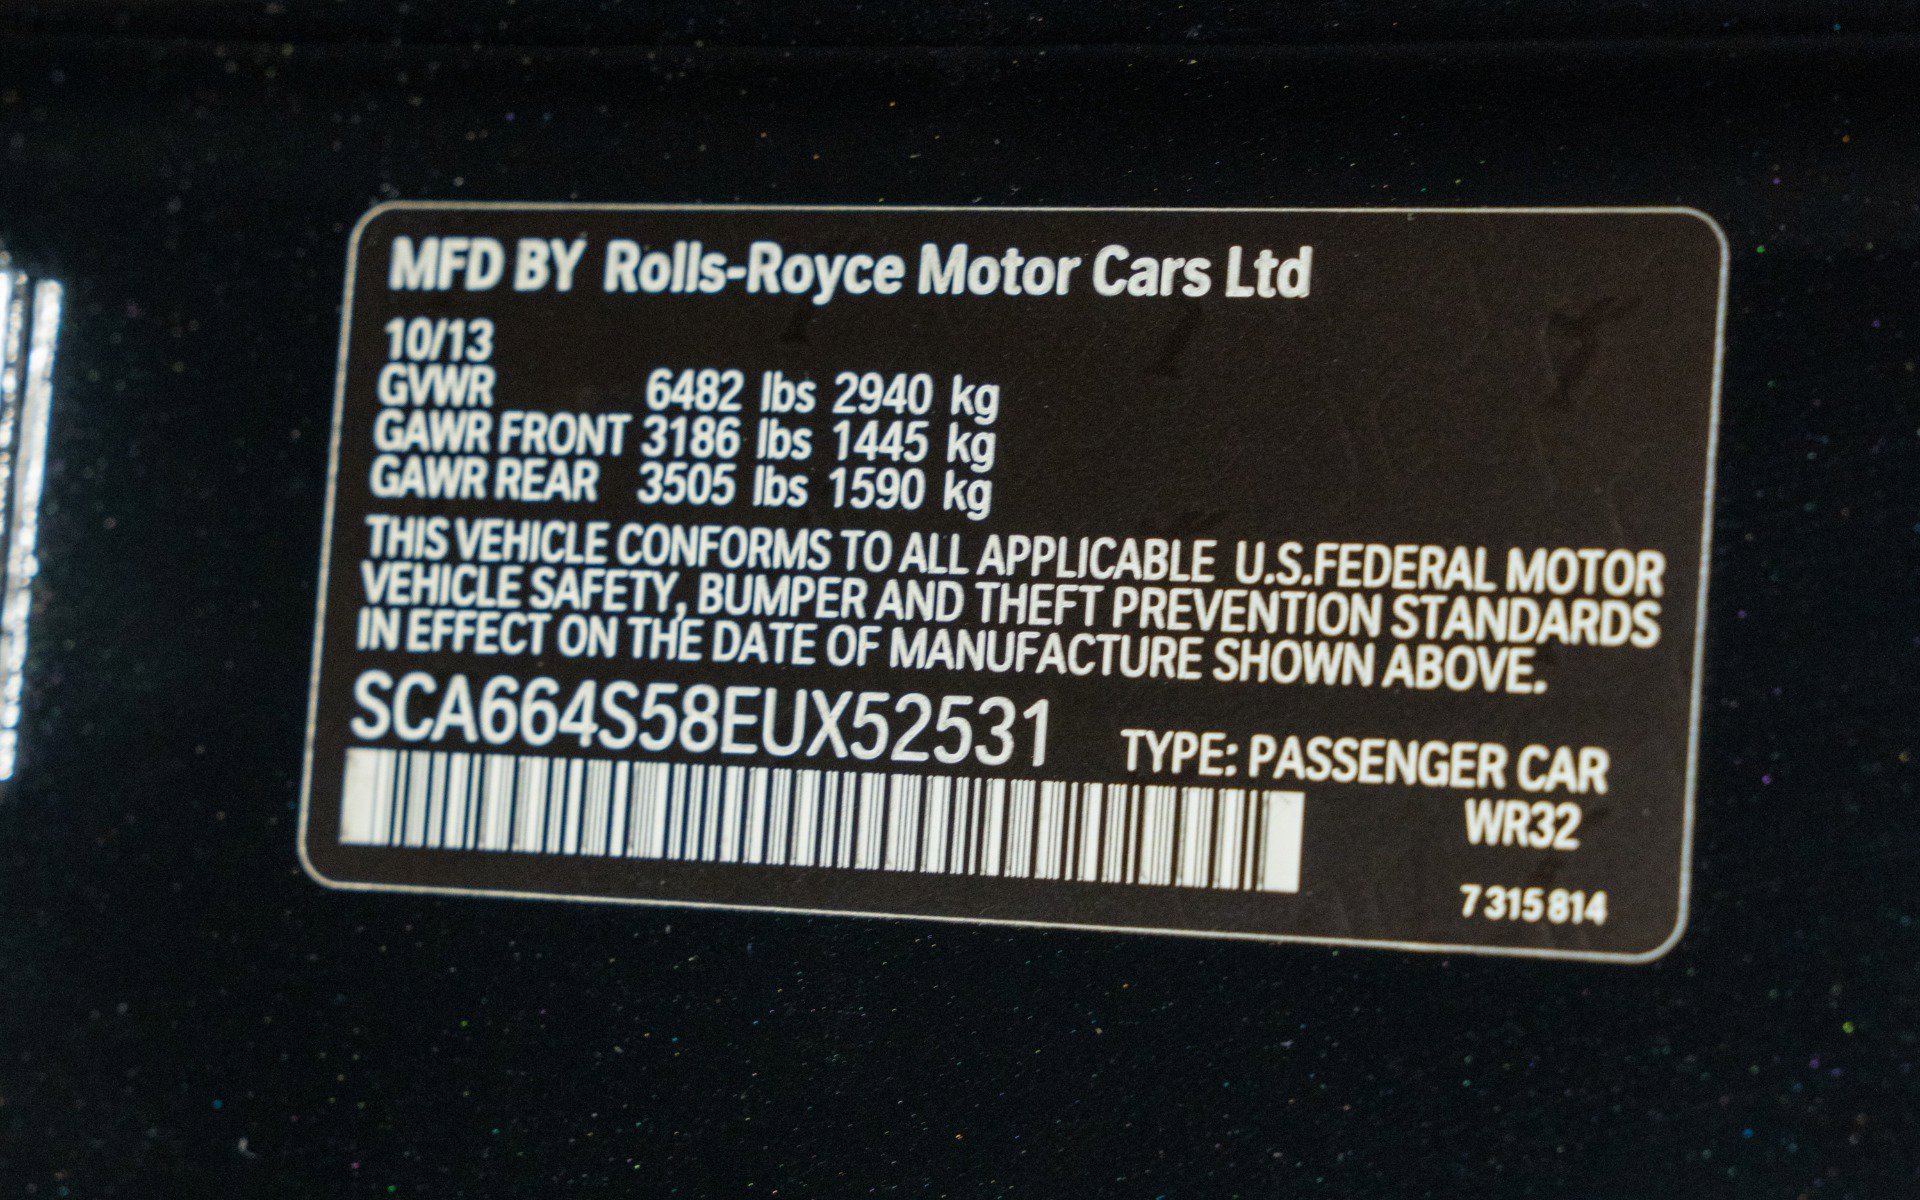 MFD BY Rolls-Royce Motor Cars Ltd
10/13
GVWR 6482 lbs 2940 kg
GAWR FRONT 3186 lbs 1445 kg
GAWR REAR 3505 lbs 1590 kg
THIS VEHICLE CONFORMS TO ALL APPLICABLE U.S.FEDERAL MOTOR
VEHICLE SAFETY, BUMPER AND THEFT PREVENTION STANDARDS
IN EFFECT ON THE DATE OF MANUFACTURE SHOWN ABOVE.
SCA664S58EUX52531
TYPE: PASSENGER CAR
WR32
7 315 814